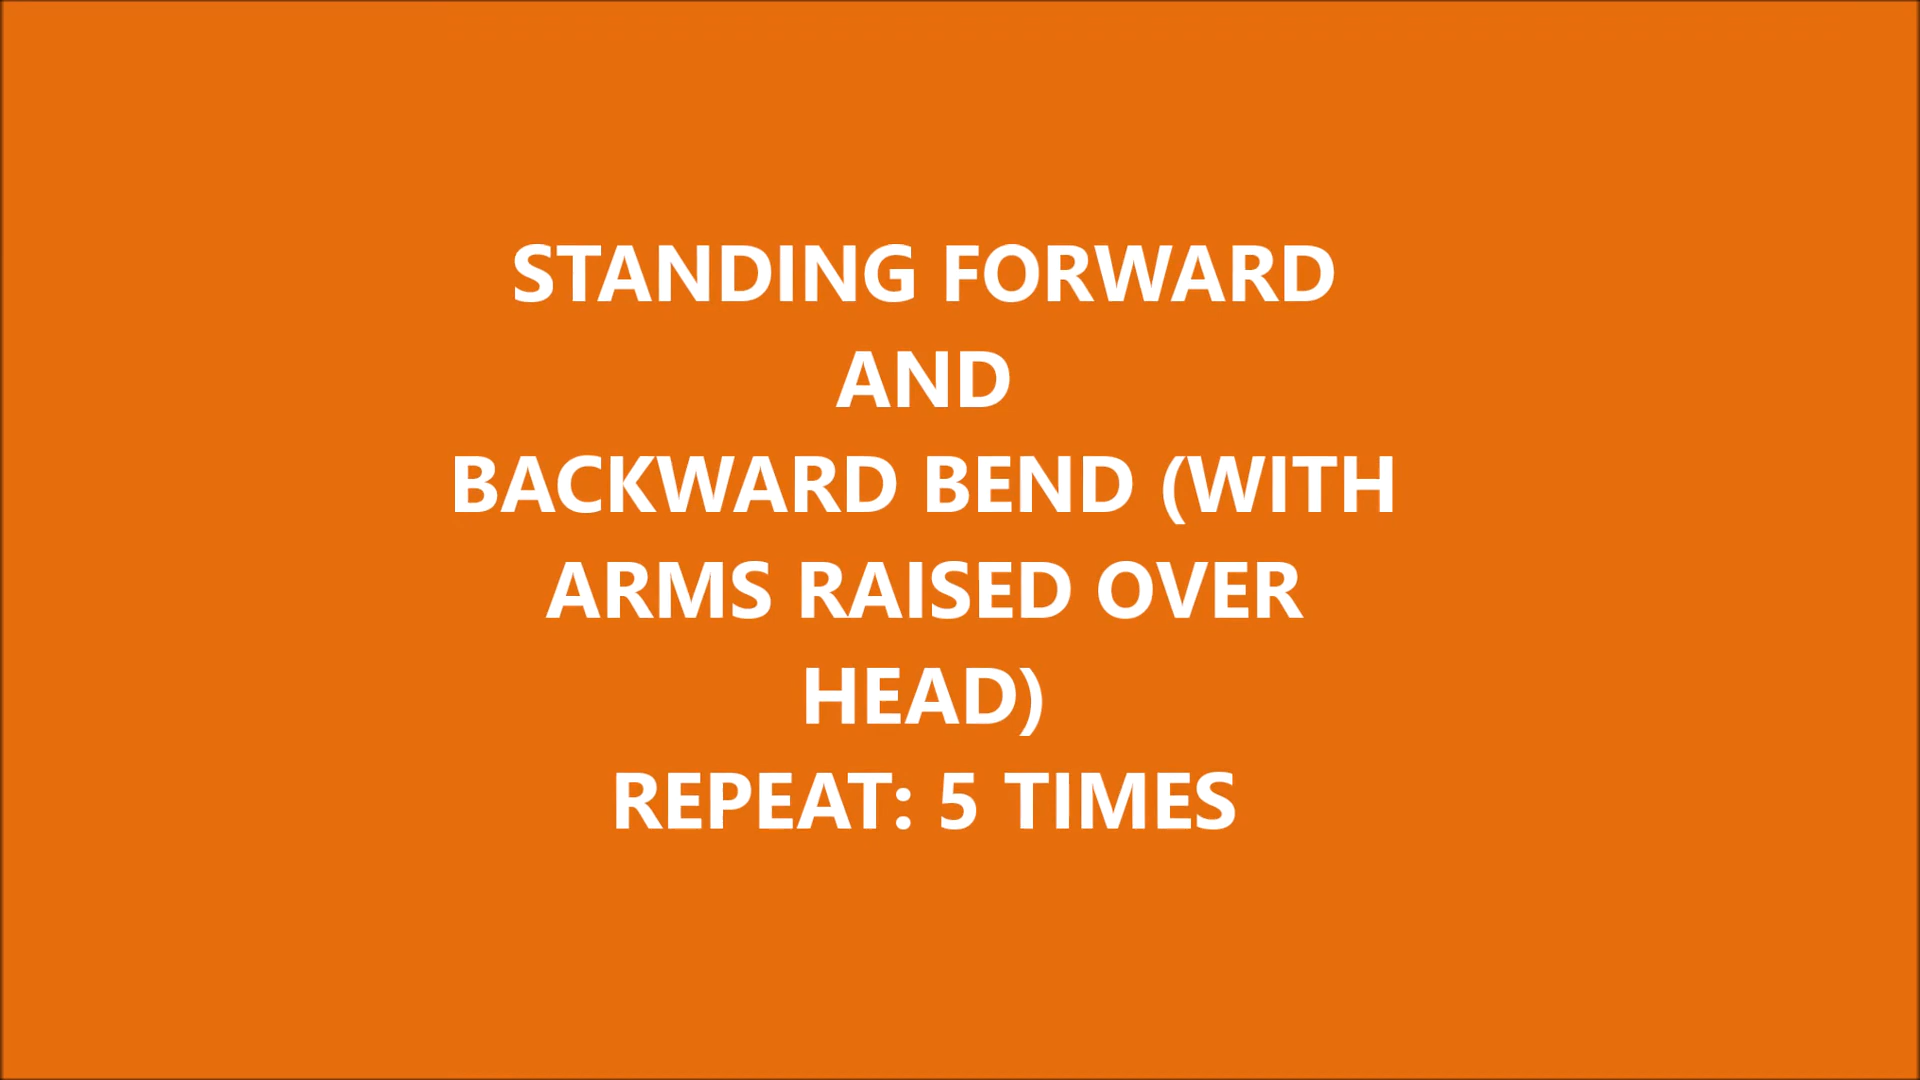 STANDING FORWARD
AND
BACKWARD BEND (WITH
ARMS RAISED OVER
HEAD)
REPEAT: 5 TIMES